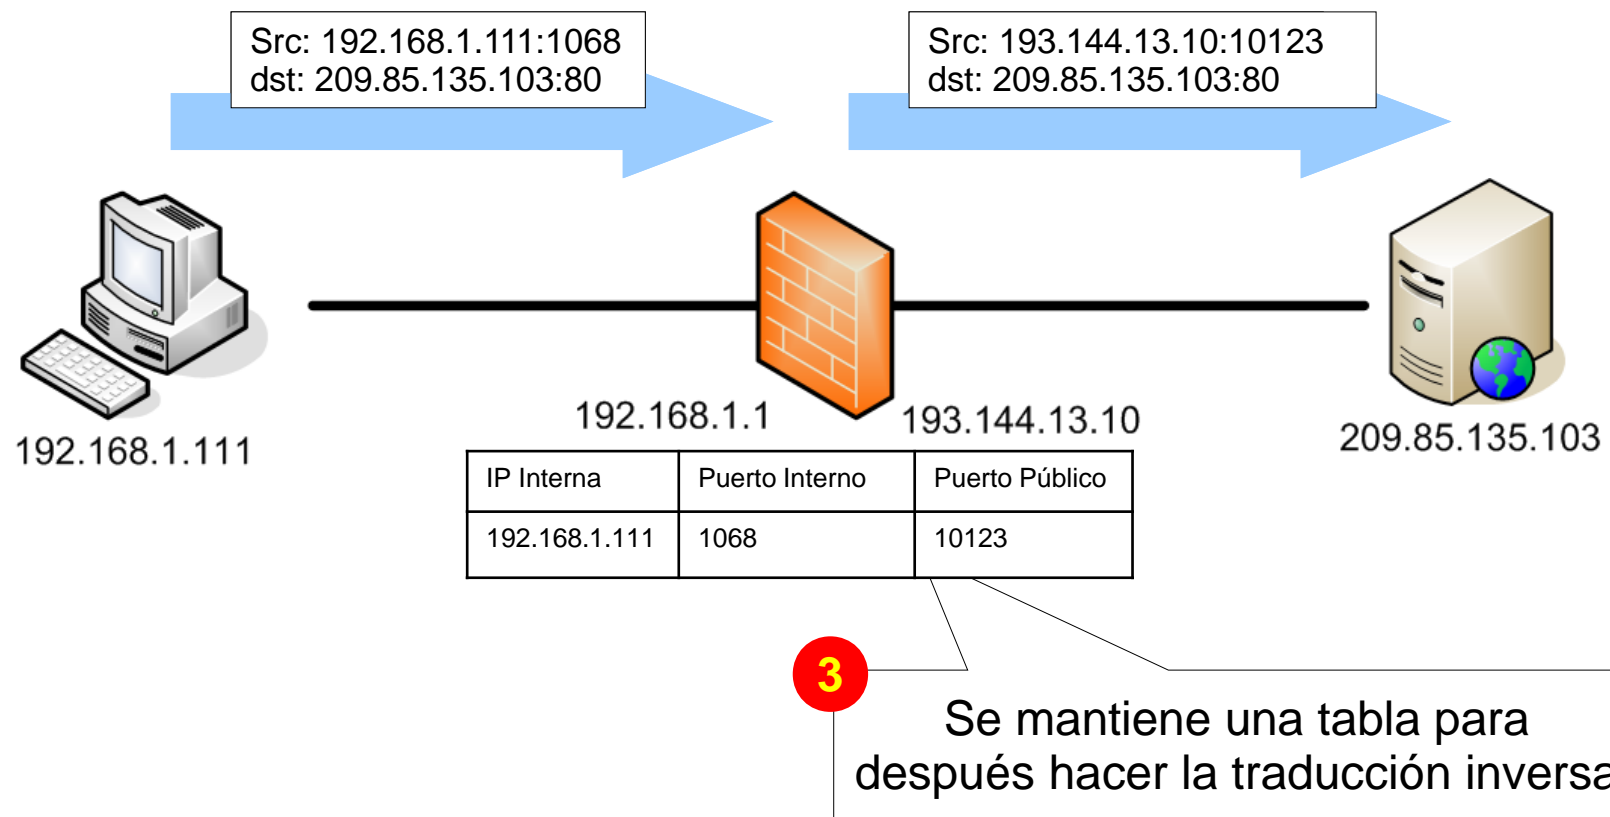 Src: 192.168.1.111:1068
dst: 209.85.135.103:80
Src: 193.144.13.10:10123
dst: 209.85.135.103:80
192.168.1.111
192.168.1.1
193.144.13.10
209.85.135.103
IP Interna Puerto Interno Puerto Público
192.168.1.111 1068 10123
3
Se mantiene una tabla para
después hacer la traducción inversa